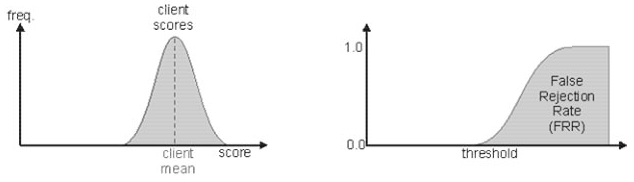 freq.
client
scores
client
mean
score
1.0
0.0
False
Rejection
Rate
(FRR)
threshold